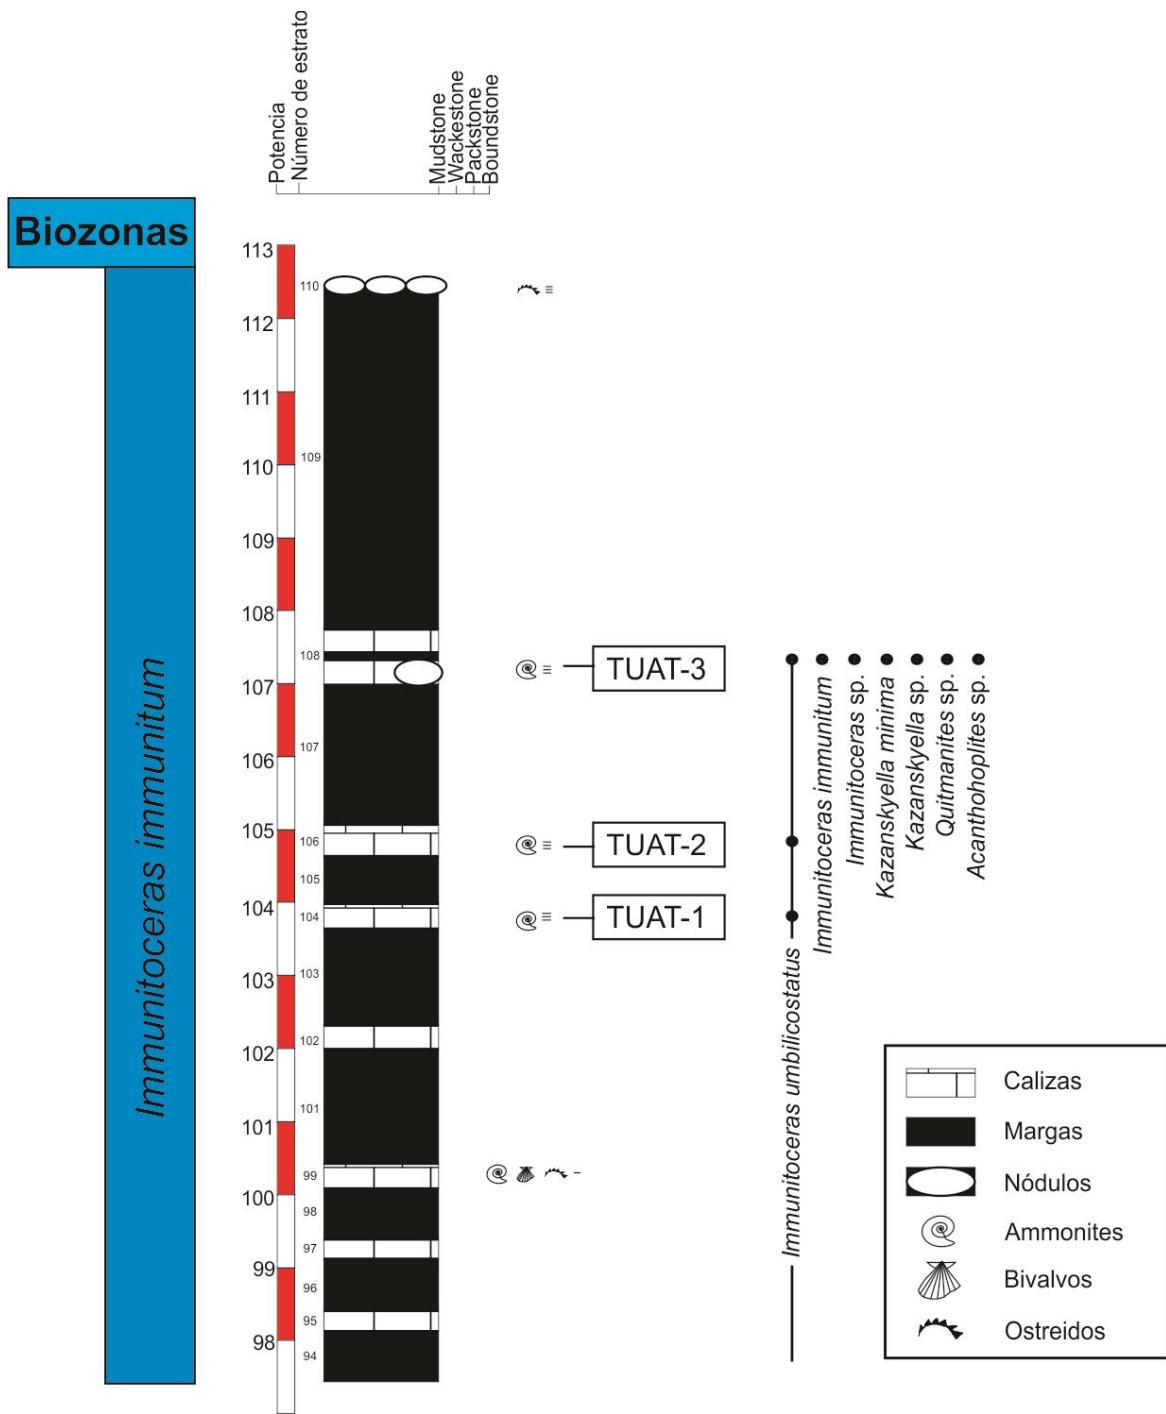 Potencia
Número de estrato
Mudstone
Wackestone
Packstone
Boundstone
Biozonas
Immunitoceras immunitum
113
110
112
111
109
110
109
108
108
107
107
106
105
106
105
104
104
103
103
102
102
101
101
99
100
98
97
99
96
95
98
94
TUAT-3
TUAT-2
TUAT-1
Immunitoceras umbilicostatus
Immunitoceras immunitum
Immunitoceras sp.
Kazanskyella minima
Kazanskyella sp.
Quitmanites sp.
Acanthohoplites sp.
Calizas
Margas
Nódulos
Ammonites
Bivalvos
Ostreidos